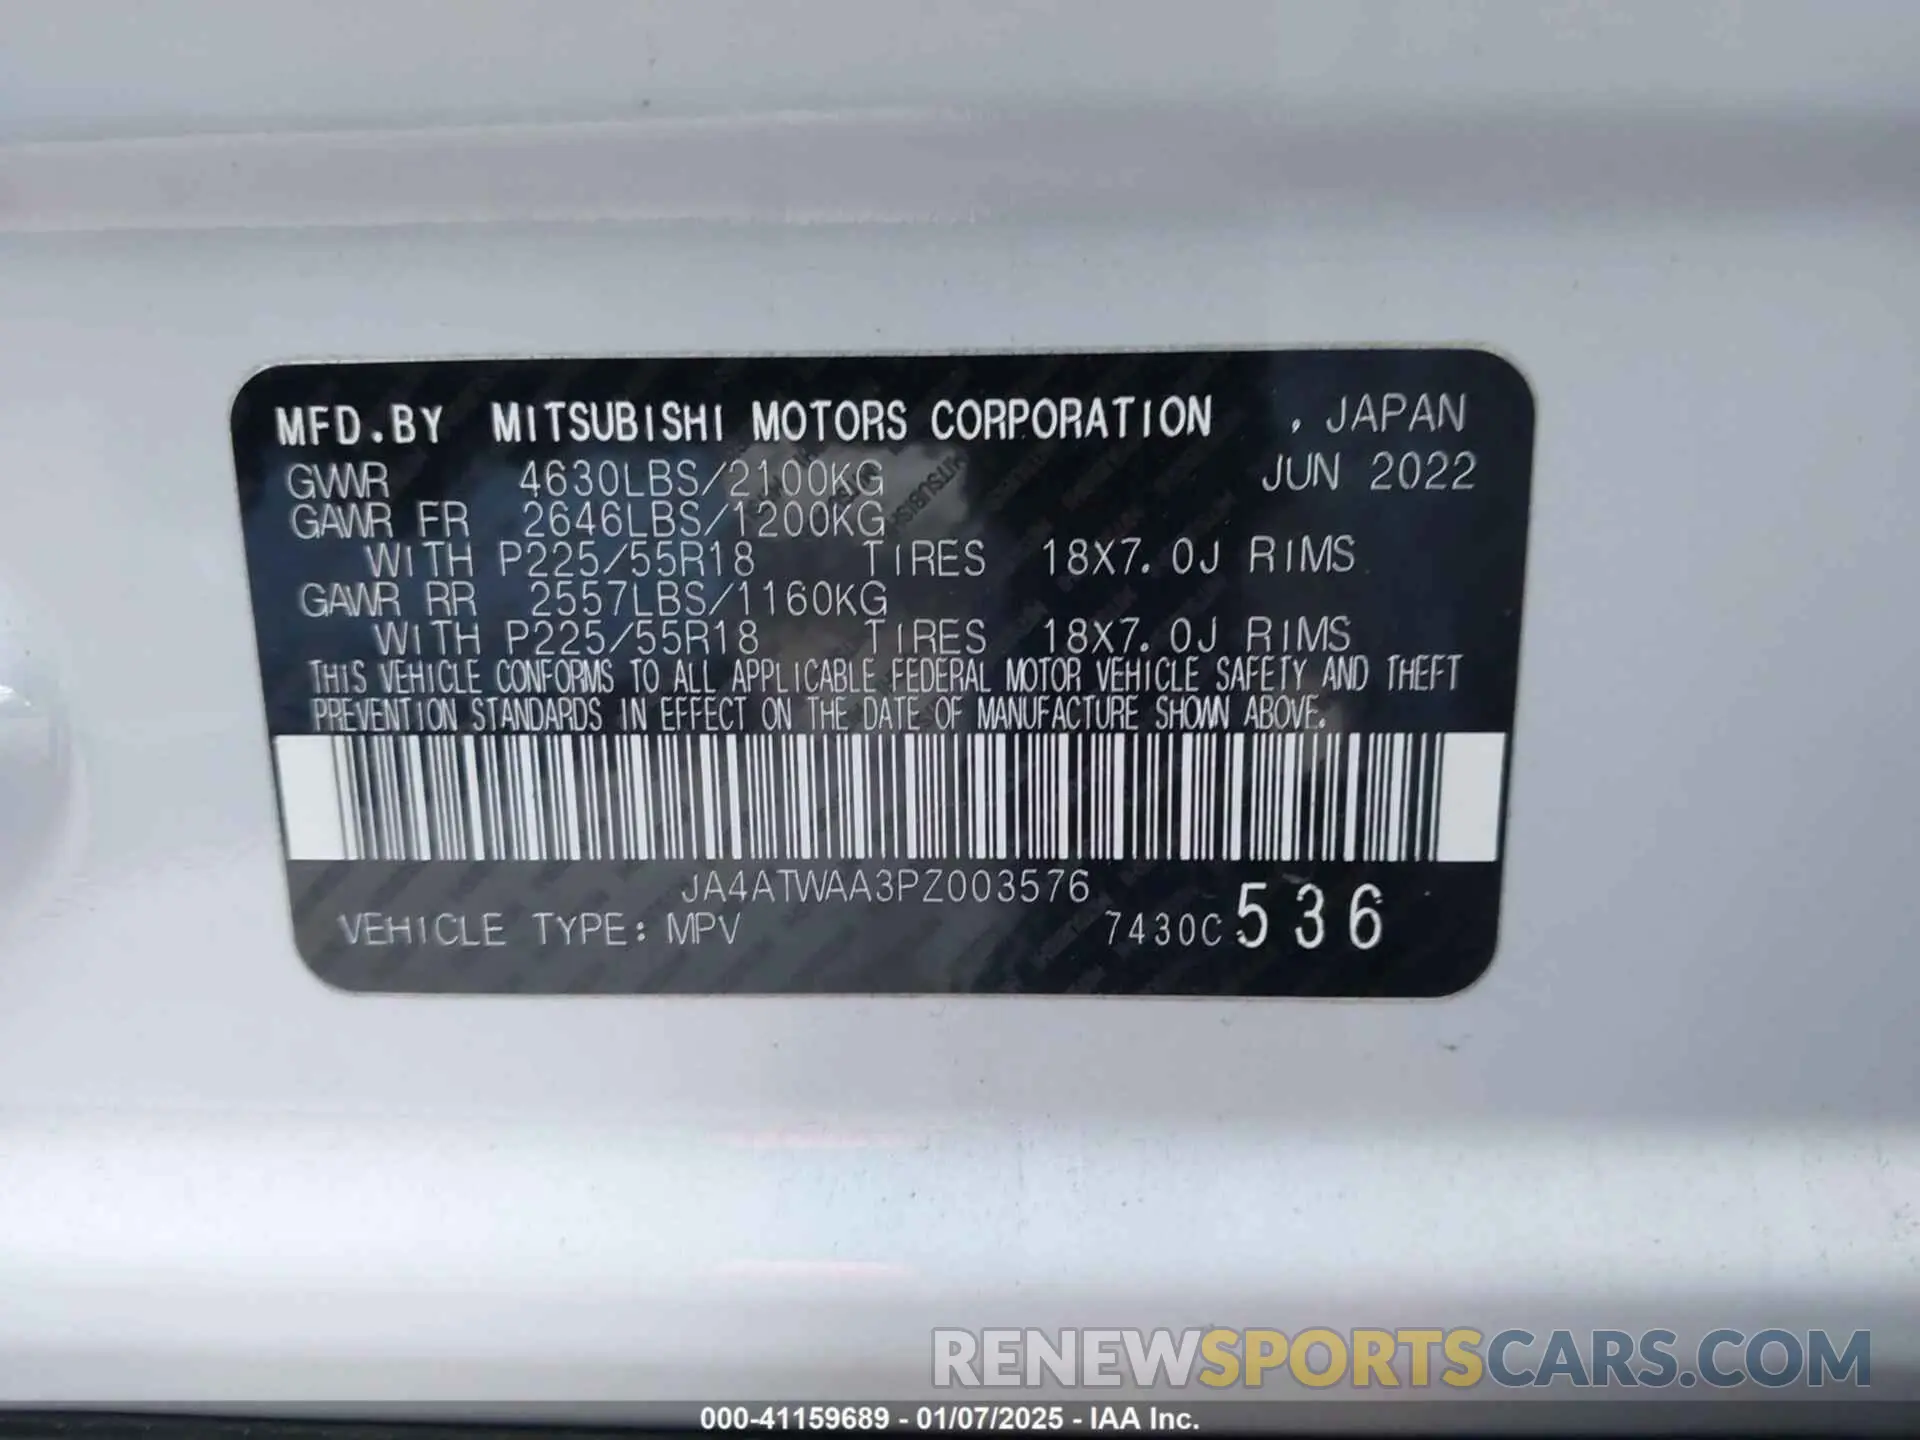 MFD.BY MITSUBISHI MOTORS CORPORATION , JAPAN
GVWR 4630LBS/2100KG JUN 2022
GAWR FR 2646LBS/1200KG
WITH P225/55R18 TIRES 18X7.0J RIMS
GAWR RR 2557LBS/1160KG
WITH P225/55R18 TIRES 18X7.0J RIMS
THIS VEHICLE CONFORMS TO ALL APPLICABLE FEDERAL MOTOR VEHICLE SAFETY AND THEFT
PREVENTION STANDARDS IN EFFECT ON THE DATE OF MANUFACTURE SHOWN ABOVE.
JA4ATWAA3PZ003576
VEHICLE TYPE: MPV 7430C 536
RENEWSPORTSCARS.COM
000-41159689 - 01/07/2025 - IAA Inc.